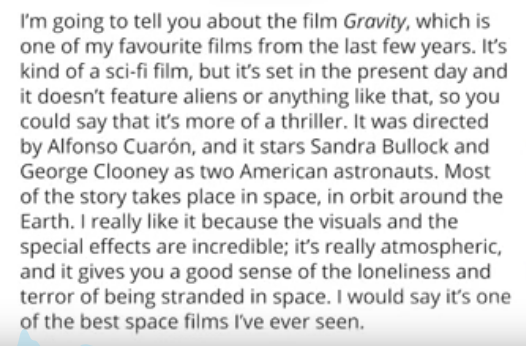 I'm going to tell you about the film Gravity, which is
one of my favourite films from the last few years. It's
kind of a sci-fi film, but it's set in the present day and
it doesn't feature aliens or anything like that, so you
could say that it's more of a thriller. It was directed
by Alfonso Cuarón, and it stars Sandra Bullock and
George Clooney as two American astronauts. Most
of the story takes place in space, in orbit around the
Earth. I really like it because the visuals and the
special effects are incredible; it's really atmospheric,
and it gives you a good sense of the loneliness and
terror of being stranded in space. I would say it's one
of the best space films I've ever seen.